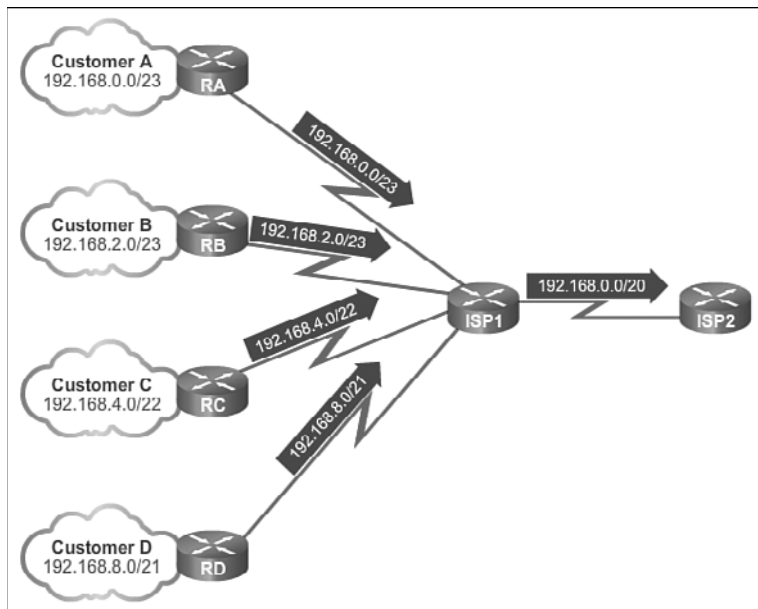 Customer A
192.168.0.0/23
RA
192.168.0.0/23
Customer B
192.168.2.0/23
RB
192.168.2.0/23
192.168.0.0/20
ISP1
ISP2
192.168.4.0/22
Customer C
192.168.4.0/22
RC
192.168.8.0/21
Customer D
192.168.8.0/21
RD